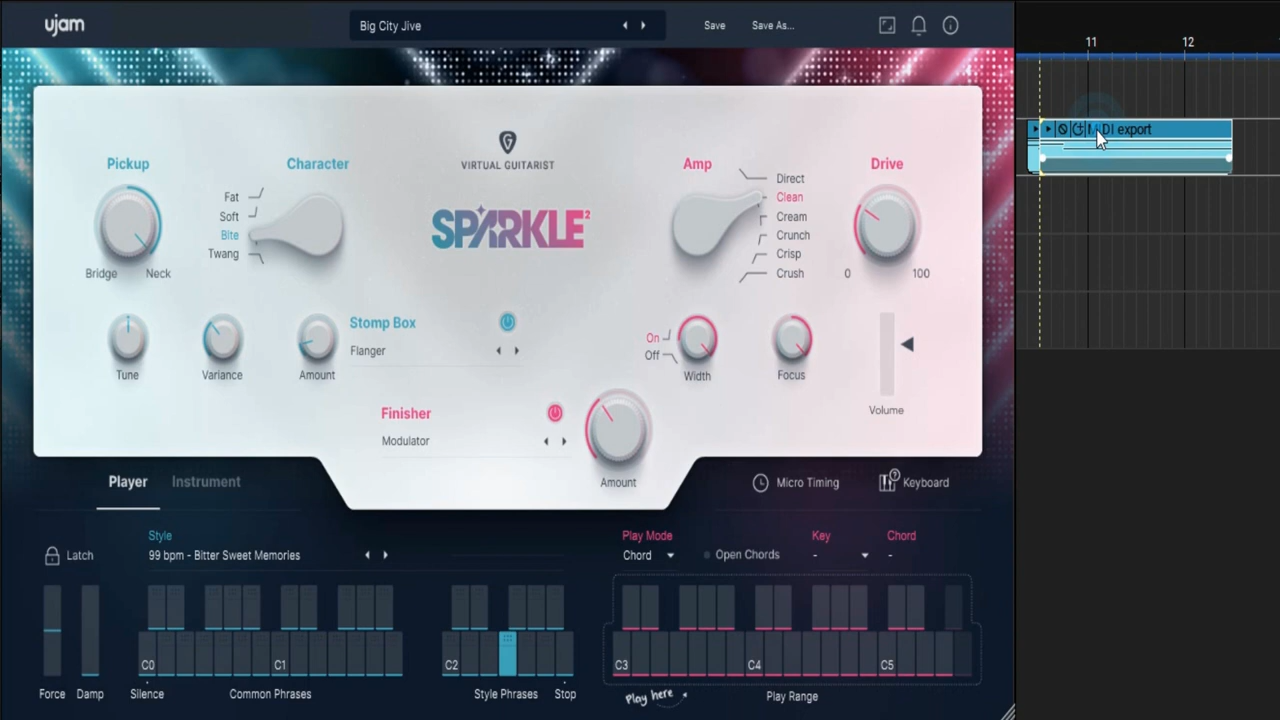 ujam
Big City Jive
Save
Save As...
11
12
MIDI export
VIRTUAL GUITARIST
SPARKLE²
Pickup
Character
Amp
Drive
Fat
Soft
Bite
Twang
Direct
Clean
Cream
Crunch
Crisp
Crush
Bridge
Neck
0
100
Stomp Box
Flanger
On
Off
Tune
Variance
Amount
Width
Focus
Volume
Finisher
Modulator
Amount
Player
Instrument
Micro Timing
Keyboard
Style
Play Mode
Key
Chord
Latch
99 bpm - Bitter Sweet Memories
Chord
Open Chords
-
-
C0
C1
C2
C3
C4
C5
Force
Damp
Silence
Common Phrases
Style Phrases
Stop
Play here
Play Range